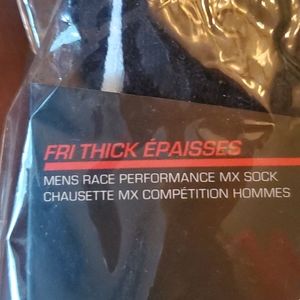 FRI THICK ÉPAISSES
MENS RACE PERFORMANCE MX SOCK
CHAUSETTE MX COMPÉTITION HOMMES